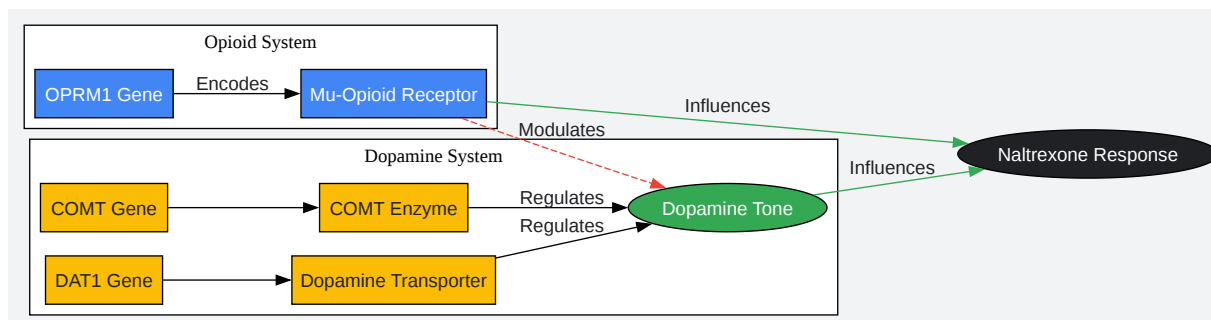 Opioid System
OPRM1 Gene
Encodes
Mu-Opioid Receptor
Influences
Modulates
Dopamine System
Naltrexone Response
Influences
COMT Gene
COMT Enzyme
Regulates
Dopamine Tone
Regulates
DAT1 Gene
Dopamine Transporter